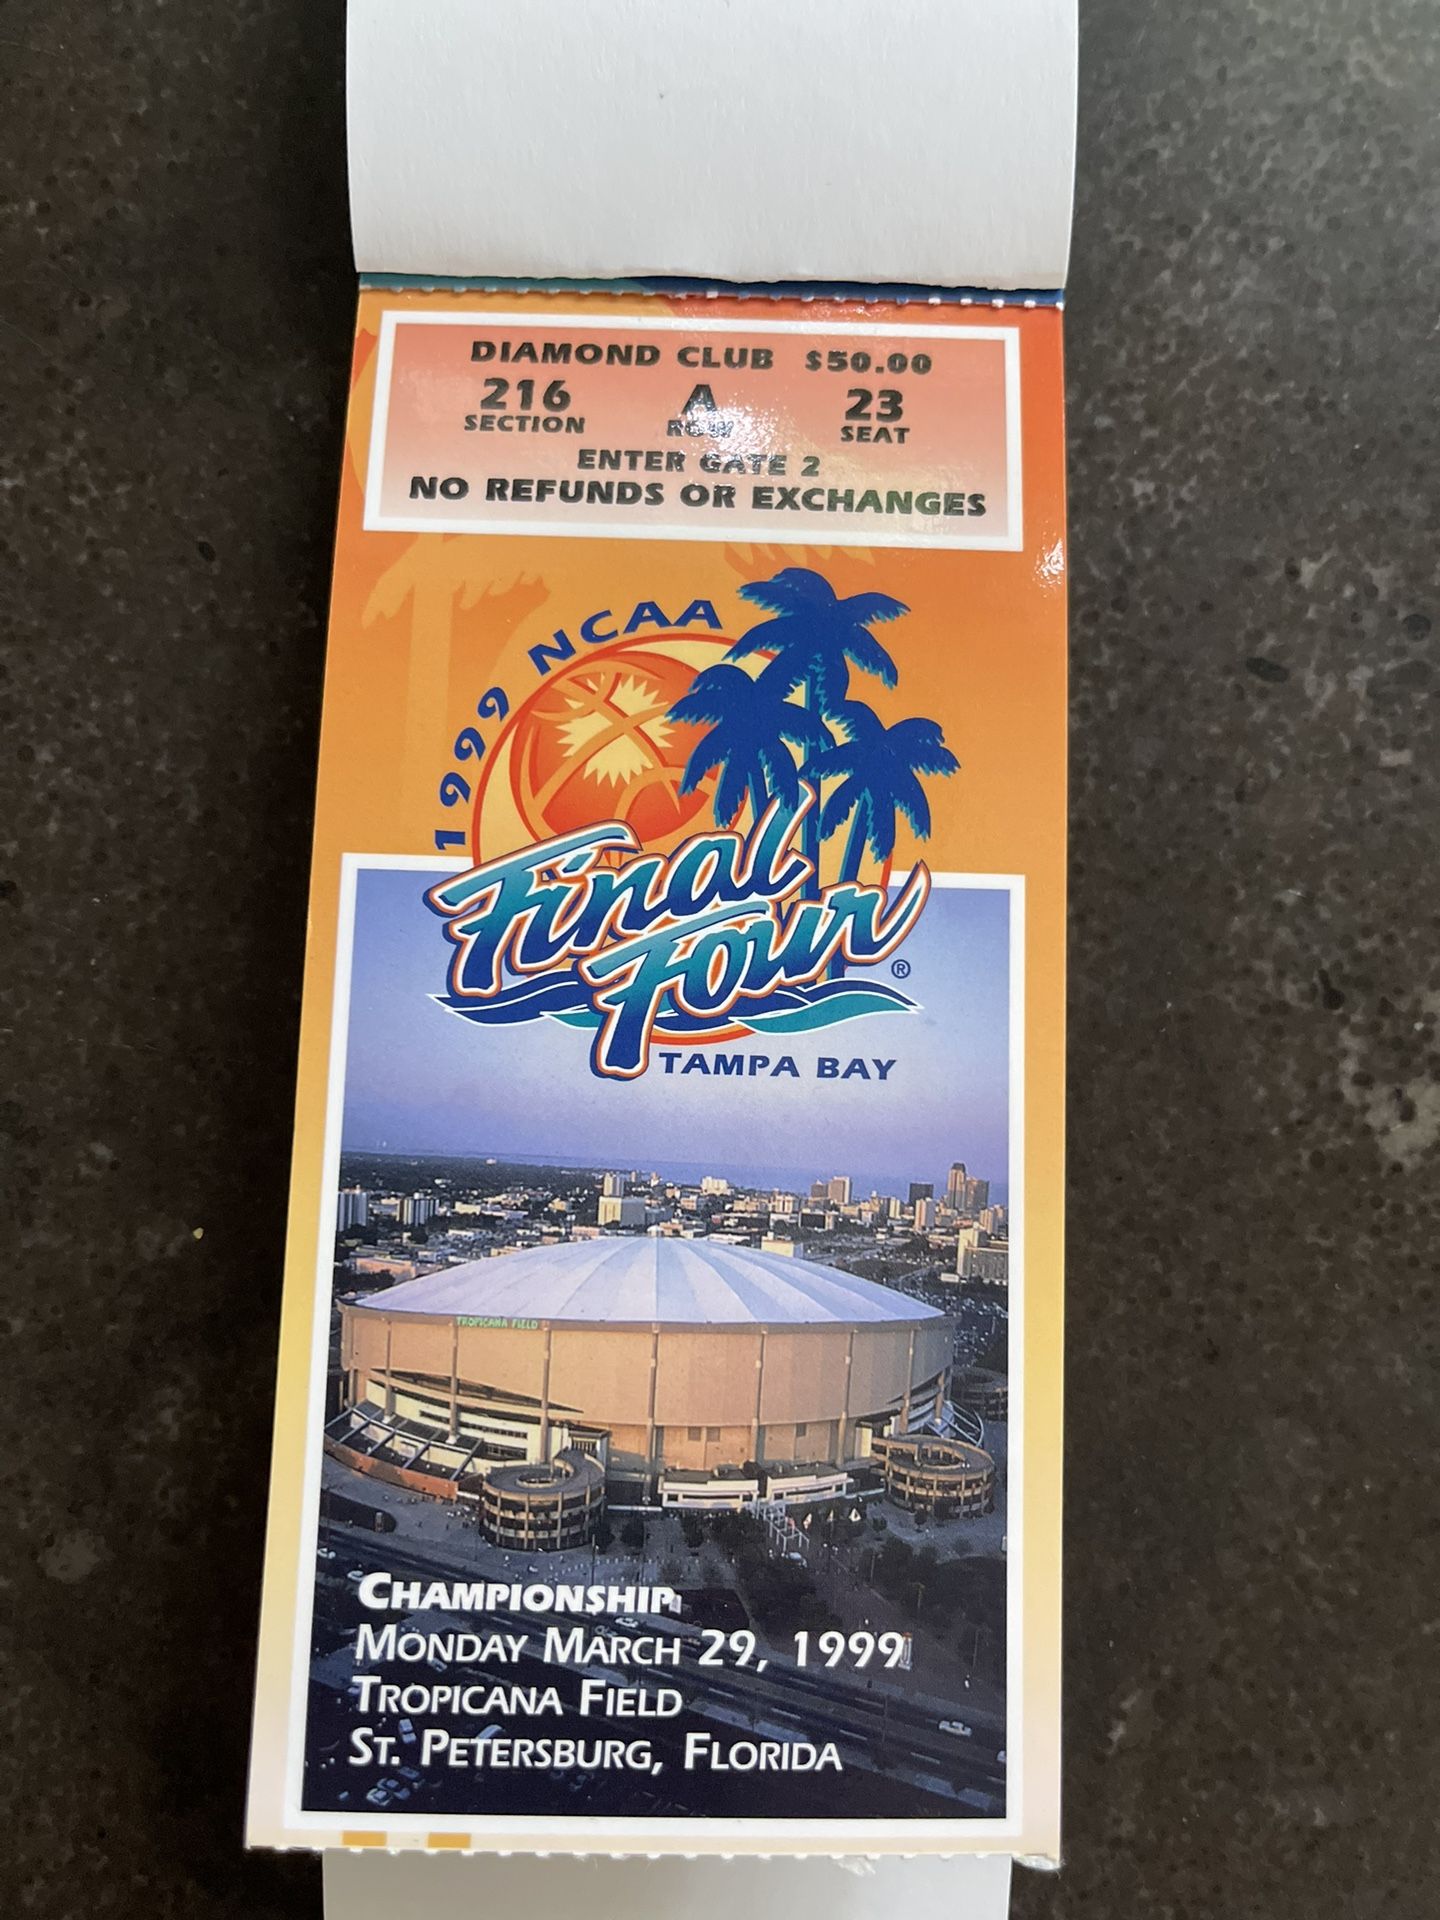 DIAMOND CLUB $50.00
216 A 23
SECTION ROW SEAT
ENTER GATE 2
NO REFUNDS OR EXCHANGES
1999 NCAA
Final
Four®
TAMPA BAY
TROPICANA FIELD
CHAMPIONSHIP
MONDAY MARCH 29, 1999
TROPICANA FIELD
ST. PETERSBURG, FLORIDA